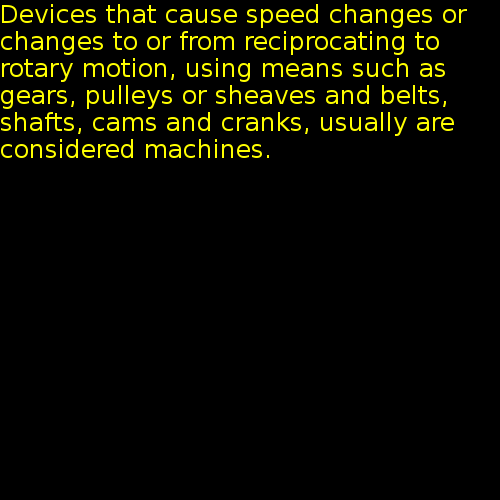 Devices that cause speed changes or
changes to or from reciprocating to
rotary motion, using means such as
gears, pulleys or sheaves and belts,
shafts, cams and cranks, usually are
considered machines.